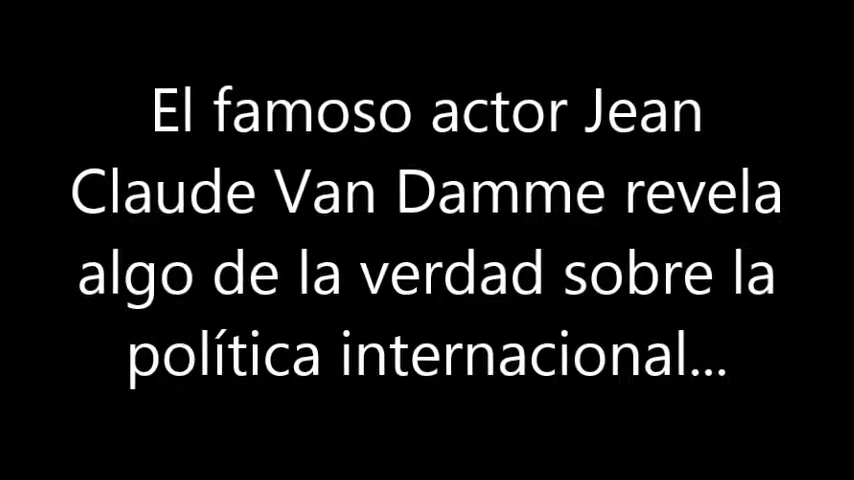 El famoso actor Jean
Claude Van Damme revela
algo de la verdad sobre la
política internacional...